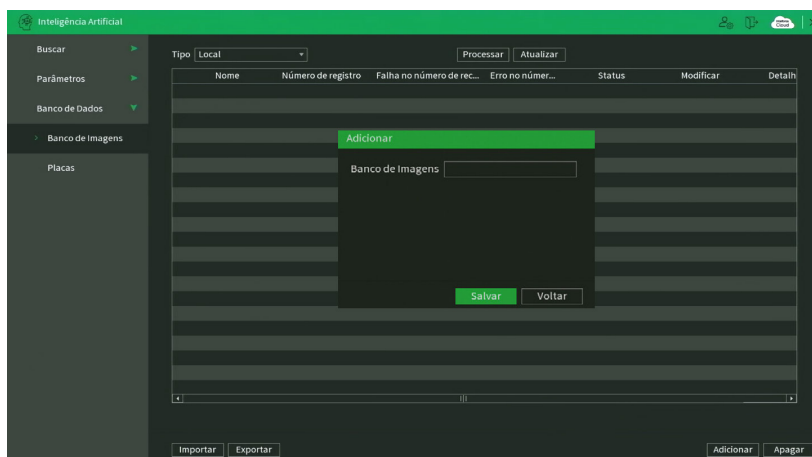 Inteligência Artificial
Buscar
Parâmetros
Banco de Dados
Banco de Imagens
Placas
Tipo Local Processar Atualizar
Nome Número de registro Falha no número de rec... Erro no númer... Status Modificar Detalh
Adicionar
Banco de Imagens
Salvar Voltar
Importar Exportar Adicionar Apagar